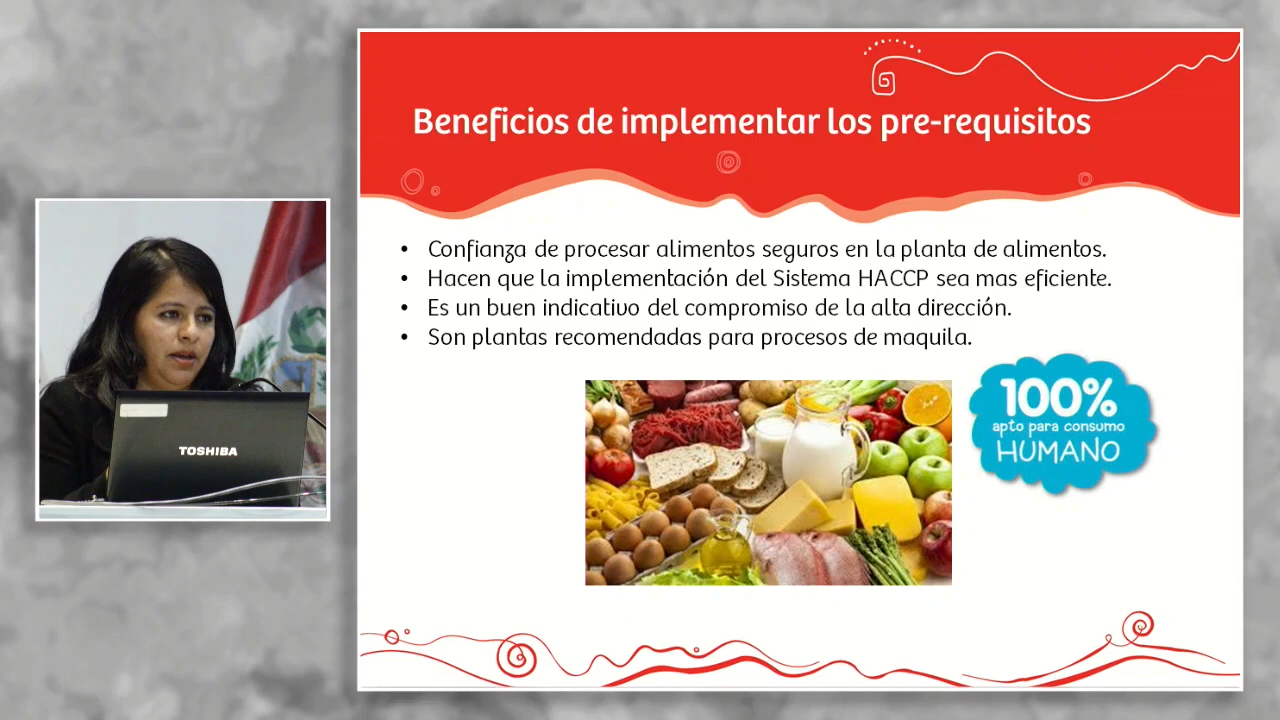 Beneficios de implementar los pre-requisitos
• Confianza de procesar alimentos seguros en la planta de alimentos.
• Hacen que la implementación del Sistema HACCP sea mas eficiente.
• Es un buen indicativo del compromiso de la alta dirección.
• Son plantas recomendadas para procesos de maquila.
100%
apto para consumo
HUMANO
TOSHIBA